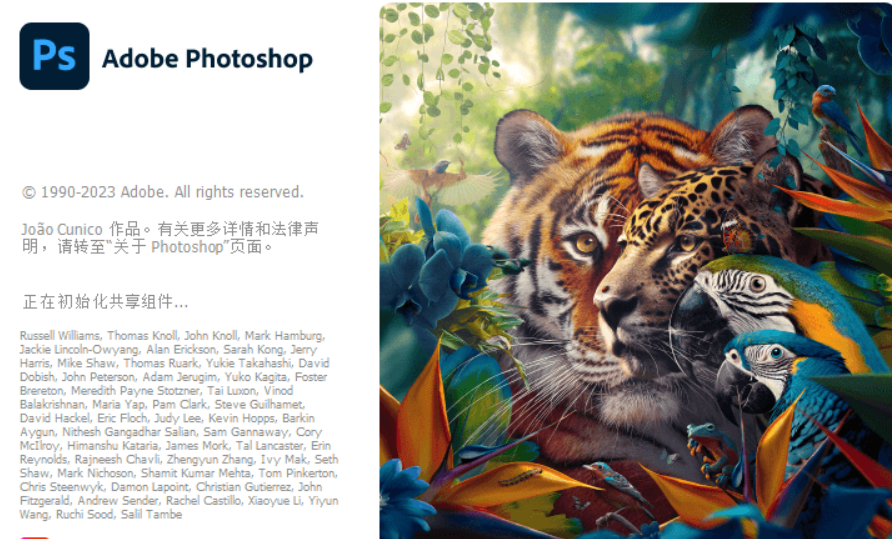 Ps Adobe Photoshop
© 1990-2023 Adobe. All rights reserved.
João Cunico 作品。有关更多详情和法律声
明，请转至“关于 Photoshop”页面。
正在初始化共享组件...
Russell Williams, Thomas Knoll, John Knoll, Mark Hamburg,
Jackie Lincoln-Owyang, Alan Erickson, Sarah Kong, Jerry
Harris, Mike Shaw, Thomas Ruark, Yukie Takahashi, David
Dobish, John Peterson, Adam Jerugim, Yuko Kagita, Foster
Brereton, Meredith Payne Stotzner, Tai Luxon, Vinod
Balakrishnan, Maria Yap, Pam Clark, Steve Guilhamet,
David Hackel, Eric Floch, Judy Lee, Kevin Hopps, Barkin
Aygun, Nithesh Gangadhar Salian, Sam Gannaway, Cory
McIlroy, Himanshu Kataria, James Mork, Tal Lancaster, Erin
Reynolds, Rajneesh Chavli, Zhengyun Zhang, Ivy Mak, Seth
Shaw, Mark Nichoson, Shamit Kumar Mehta, Tom Pinkerton,
Chris Steenwyk, Damon Lapoint, Christian Gutierrez, John
Fitzgerald, Andrew Sender, Rachel Castillo, Xiaoyue Li, Yiyun
Wang, Ruchi Sood, Salil Tambe